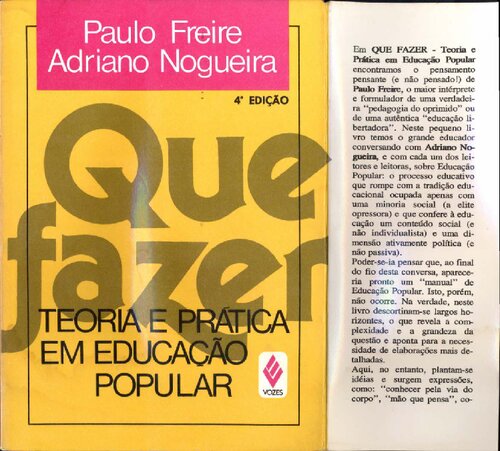 Paulo Freire
Adriano Nogueira
4ª EDIÇÃO
Que
fazer
TEORIA E PRÁTICA
EM EDUCAÇÃO
POPULAR
VOZES
Em QUE FAZER - Teoria e
Prática em Educação Popular
encontramos o pensamento
pensante (e não pensado!) de
Paulo Freire, o maior intérprete
e formulador de uma verdadei-
ra "pedagogia do oprimido" ou
de uma autêntica "educação li-
bertadora". Neste pequeno li-
vro temos o grande educador
conversando com Adriano No-
gueira, e com cada um dos lei-
tores e leitoras, sobre Educação
Popular: o processo educativo
que rompe com a tradição edu-
cacional ocupada apenas com
uma minoria social (a elite
opressora) e que confere à edu-
cação um conteúdo social (e
não individualista) e uma di-
mensão ativamente política (e
não passiva).
Poder-se-ia pensar que, ao final
do fio desta conversa, aparece-
ria pronto um "manual" de
Educação Popular. Isto, porém,
não ocorre. Na verdade, neste
livro descortinam-se largos ho-
rizontes, o que revela a com-
plexidade e a grandeza da
questão e aponta para a neces-
sidade de elaborações mais de-
talhadas.
Aqui, no entanto, plantam-se
idéias e surgem expressões,
como: "conhecer pela via do
corpo", "mão que pensa", co-